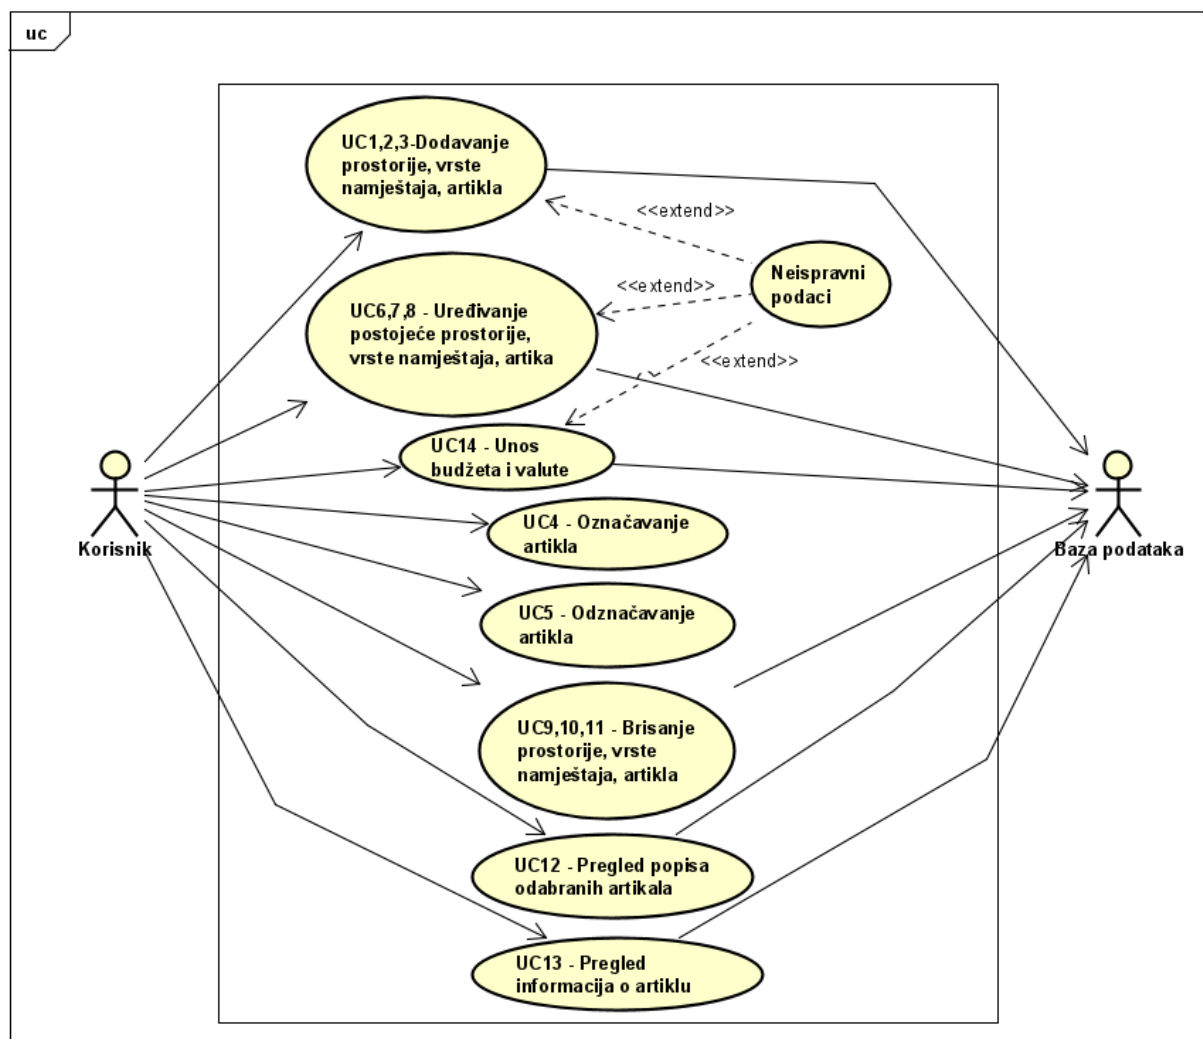 uc
UC1,2,3-Dodavanje
prostorije, vrste
namještaja, artikla
<<extend>>
Neispravni
podaci
<<extend>>
UC6,7,8 - Uređivanje
postojeće prostorije,
vrste namještaja, artika
<<extend>>
UC14 - Unos
budžeta i valute
UC4 - Označavanje
artikla
Korisnik
Baza podataka
UC5 - Odznačavanje
artikla
UC9,10,11 - Brisanje
prostorije, vrste
namještaja, artikla
UC12 - Pregled popisa
odabranih artikala
UC13 - Pregled
informacija o artiklu